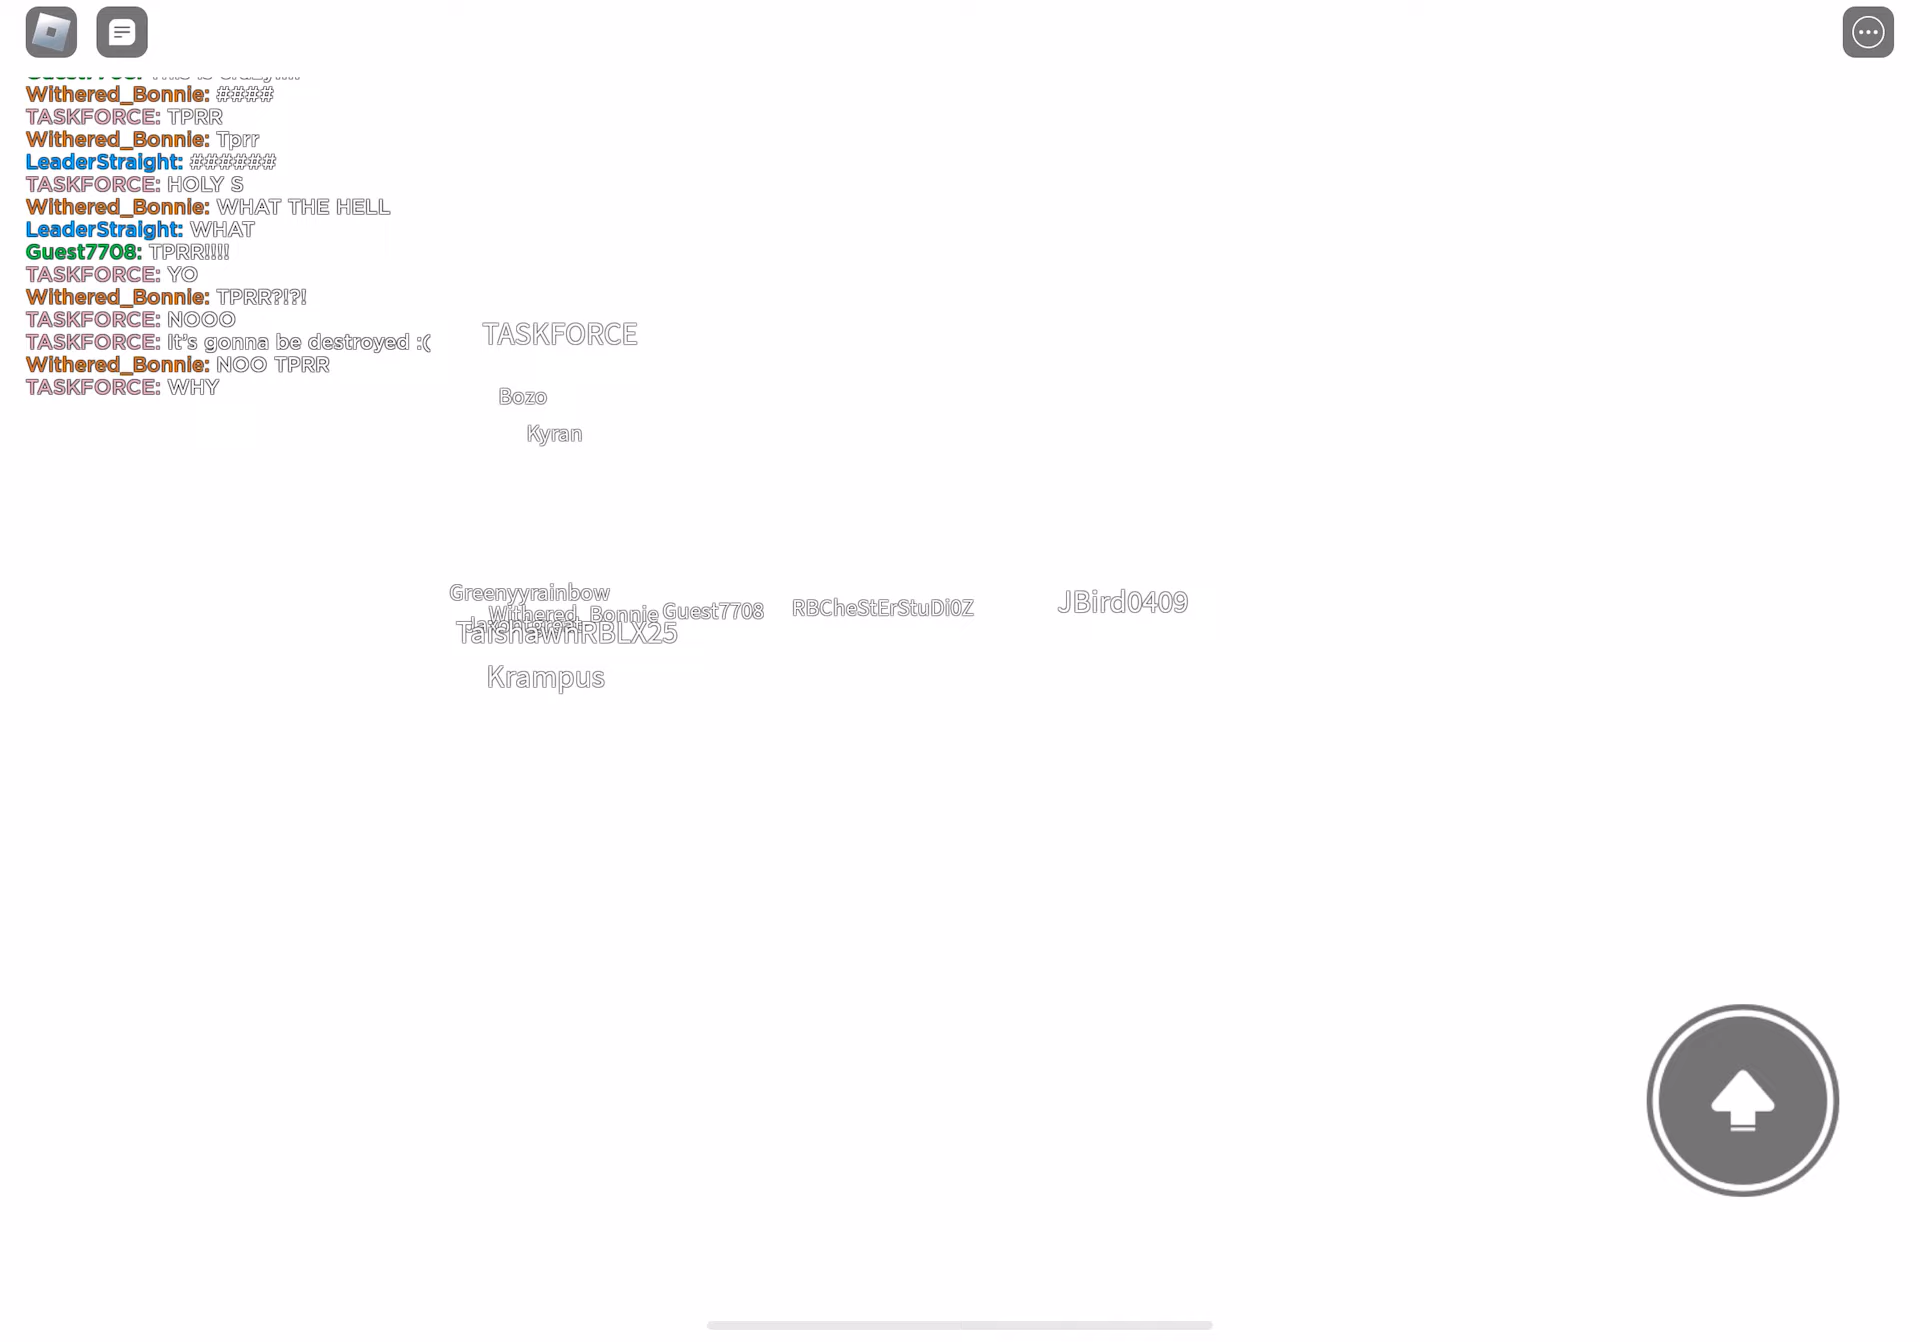 Withered_Bonnie: ####
TASKFORCE: TPRR
Withered_Bonnie: Tprr
LeaderStraight: ######
TASKFORCE: HOLY S
Withered_Bonnie: WHAT THE HELL
LeaderStraight: WHAT
Guest7708: TPRR!!!!
TASKFORCE: YO
Withered_Bonnie: TPRR?!?!
TASKFORCE: NOOO
TASKFORCE: It's gonna be destroyed :(
Withered_Bonnie: NOO TPRR
TASKFORCE: WHY
TASKFORCE
Bozo
Kyran
Greenyyrainbow
Withered_Bonnie
Guest7708
RBCheStErStuDi0Z
JBird0409
TaishawnRBLX25
Krampus